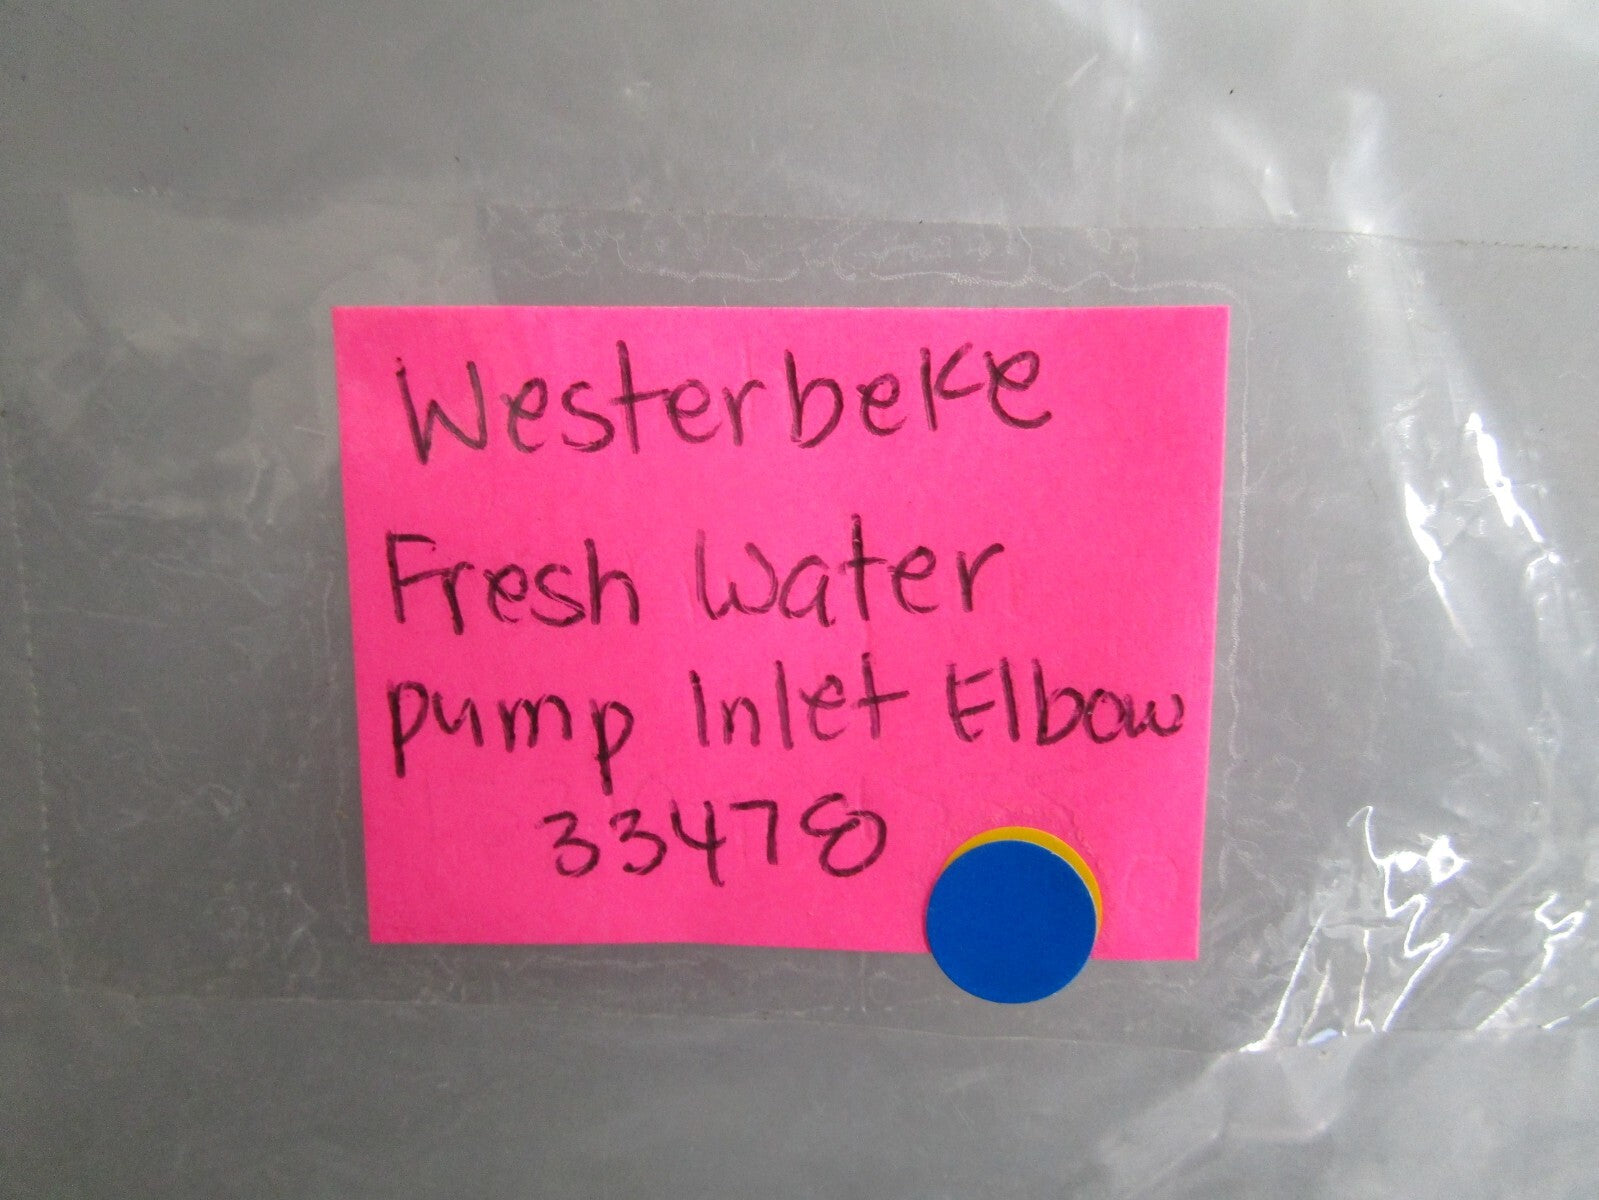 Westerbeke
Fresh Water
pump Inlet Elbow
33478